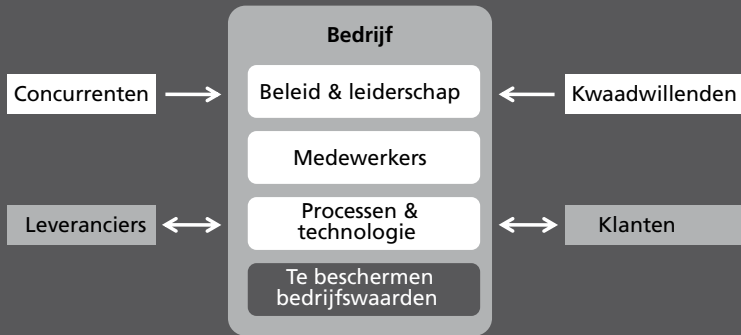 Bedrijf
Concurrenten
Beleid & leiderschap
Kwaadwillenden
Medewerkers
Leveranciers
Processen &
technologie
Klanten
Te beschermen
bedrijfswaarden